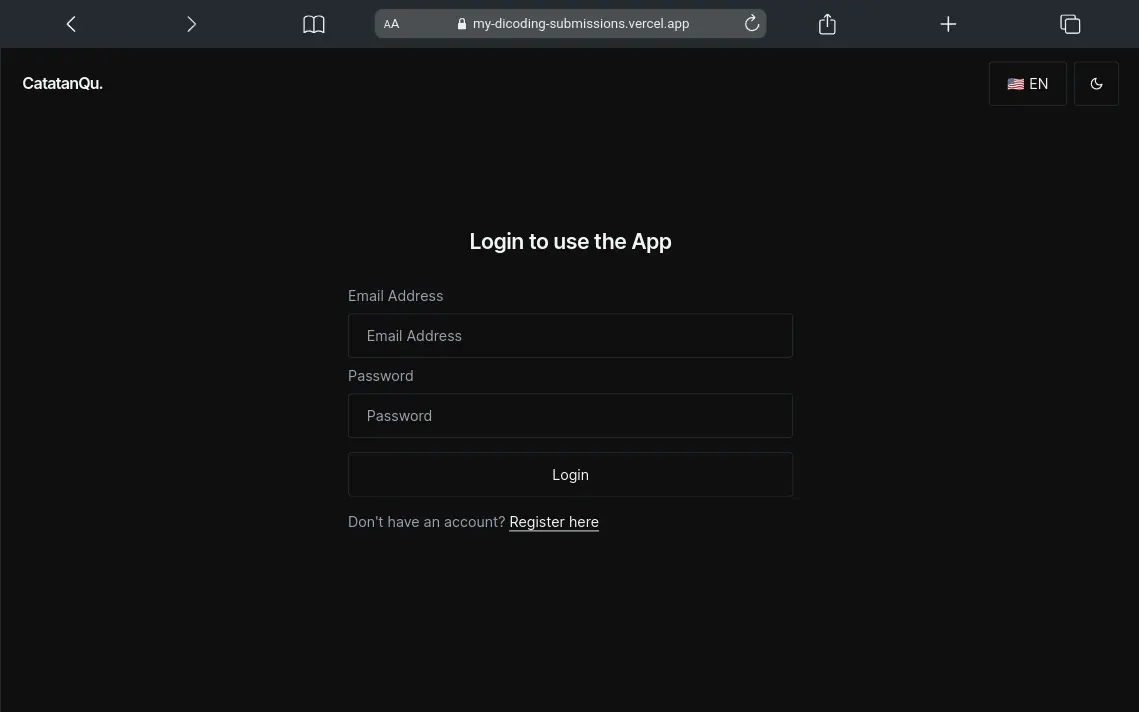 AA my-dicoding-submissions.vercel.app
CatatanQu.
🇺🇸 EN
Login to use the App
Email Address
Email Address
Password
Password
Login
Don't have an account? Register here